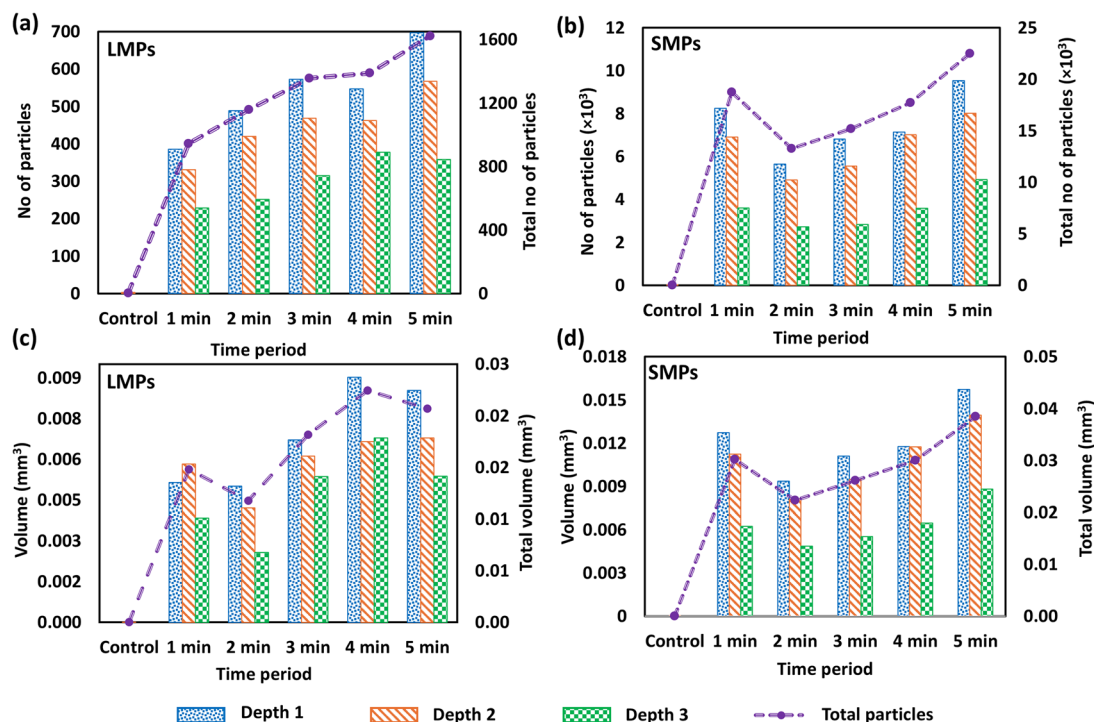 (a)
LMPs
700
600
500
400
300
200
100
0
No of particles
1600
1200
800
400
0
Total no of particles
Control 1 min 2 min 3 min 4 min 5 min
Time period
(b)
SMPs
12
10
8
6
4
2
0
No of particles (×10³)
25
20
15
10
5
0
Total no of particles (×10³)
Control 1 min 2 min 3 min 4 min 5 min
Time period
(c)
LMPs
0.009
0.008
0.006
0.005
0.003
0.002
0.000
Volume (mm³)
0.03
0.02
0.02
0.01
0.01
0.00
Total volume (mm³)
Control 1 min 2 min 3 min 4 min 5 min
Time period
(d)
SMPs
0.018
0.015
0.012
0.009
0.006
0.003
0
Volume (mm³)
0.05
0.04
0.03
0.02
0.01
0.00
Total volume (mm³)
Control 1 min 2 min 3 min 4 min 5 min
Time period
Depth 1 Depth 2 Depth 3 Total particles